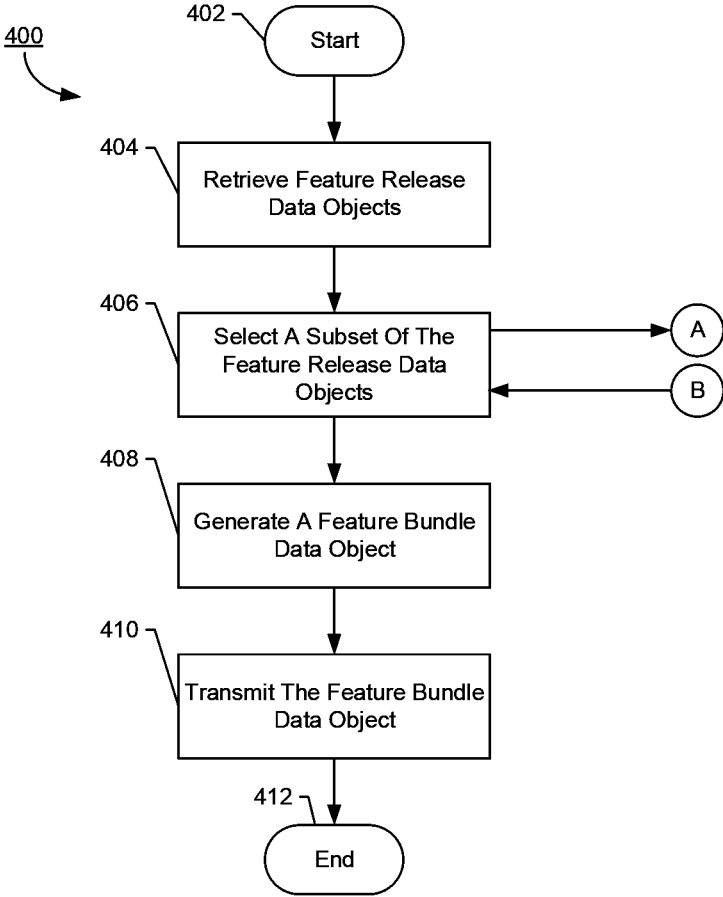 400
402
Start
404
Retrieve Feature Release
Data Objects
406
Select A Subset Of The
Feature Release Data
Objects
A
B
408
Generate A Feature Bundle
Data Object
410
Transmit The Feature Bundle
Data Object
412
End